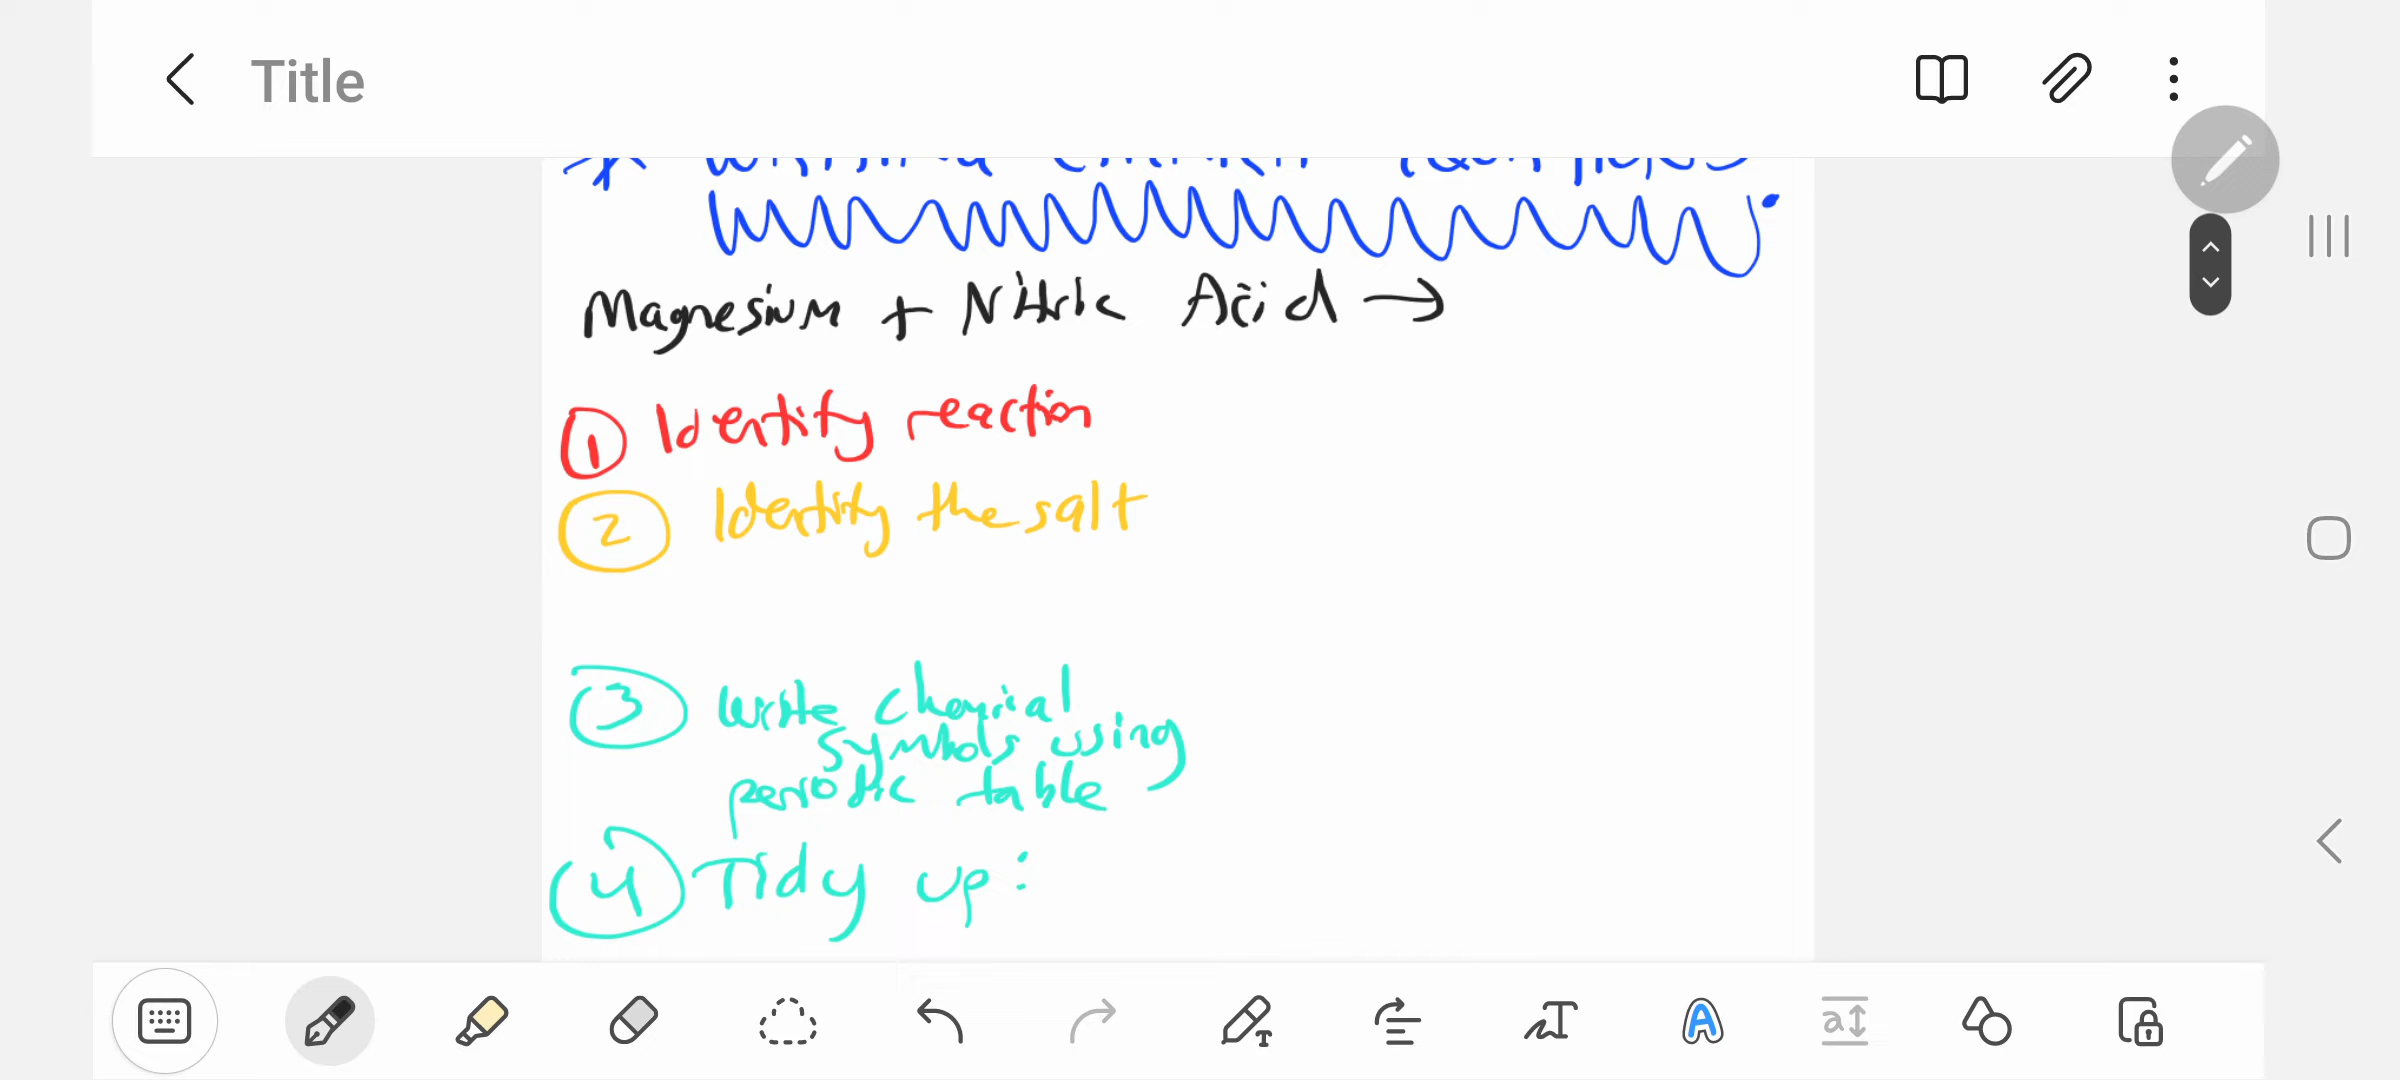 Title
Magnesium + Nitric Acid →
① Identify reaction
② Identify the salt
③ Write chemical
symbols using
periodic table
④ Tidy up: